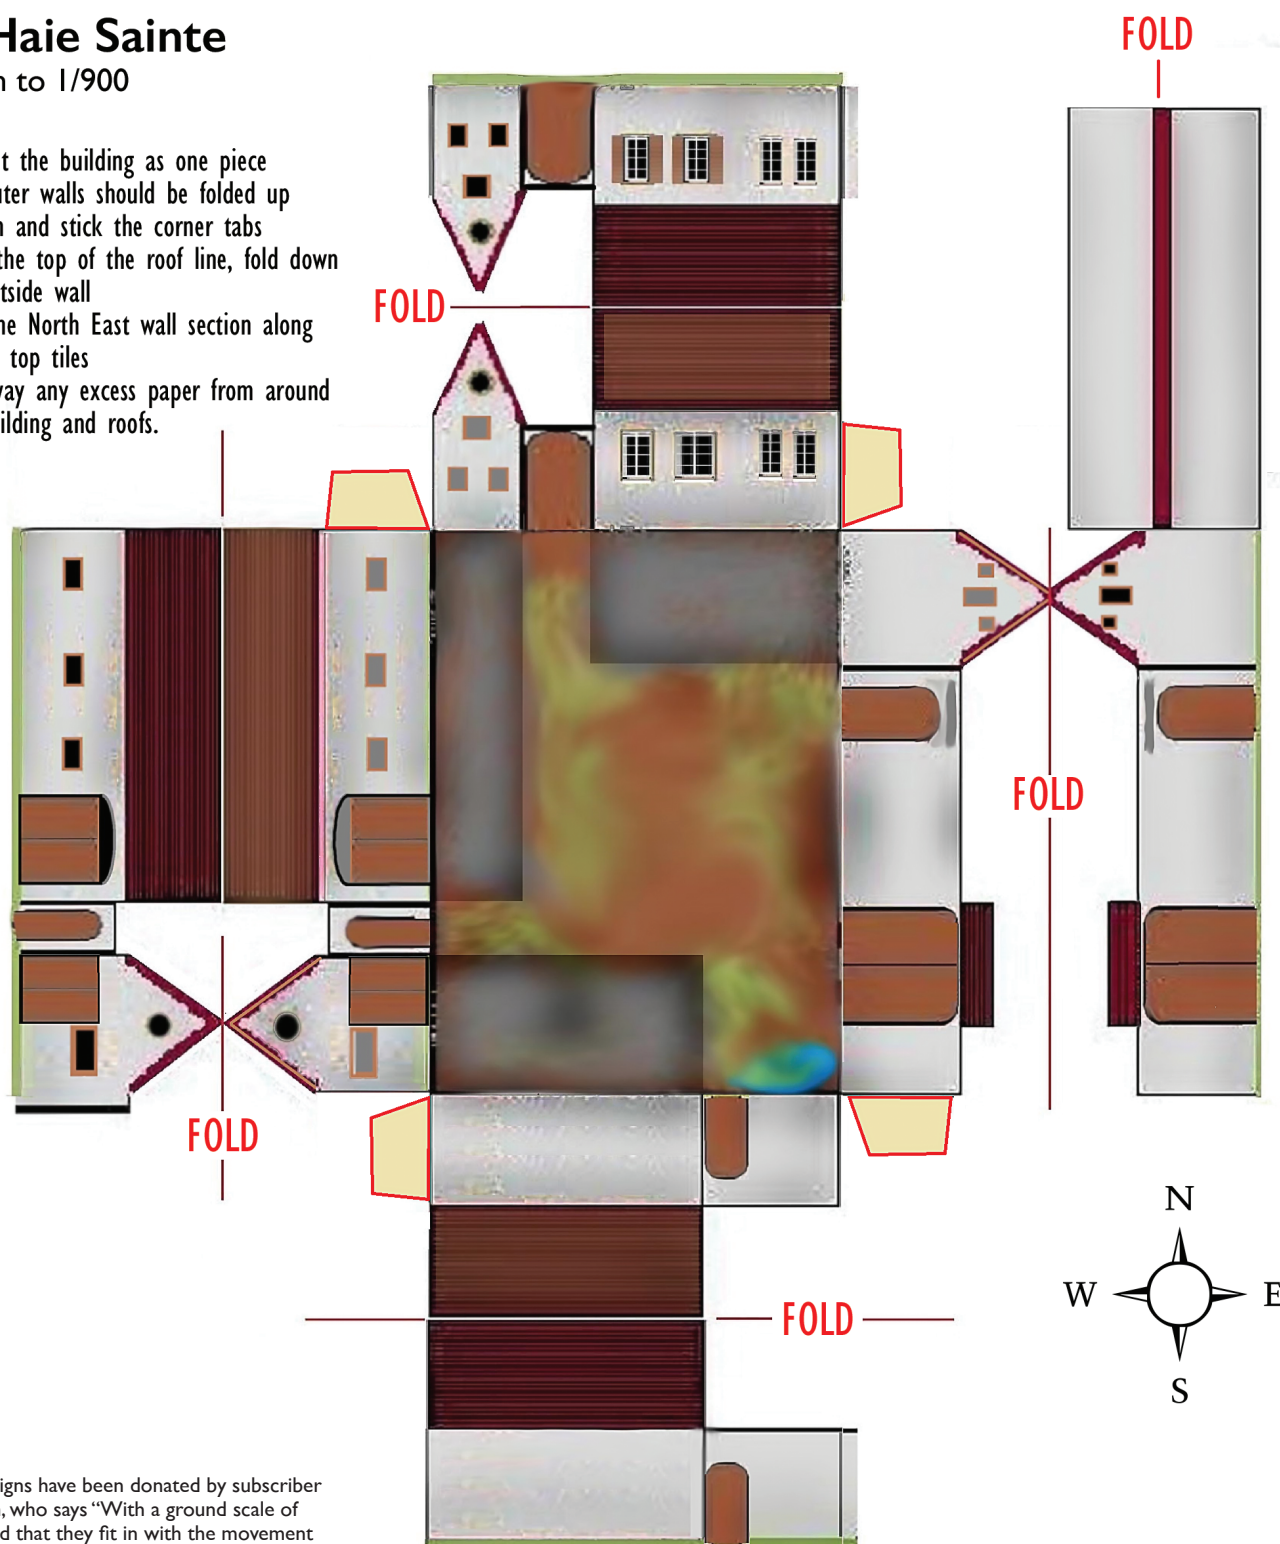 Haie Sainte
n to 1/900
t the building as one piece
uter walls should be folded up
n and stick the corner tabs
the top of the roof line, fold down
tside wall
ne North East wall section along
top tiles
vay any excess paper from around
ilding and roofs.
FOLD
FOLD
FOLD
FOLD
FOLD
N
W E
S
igns have been donated by subscriber
, who says “With a ground scale of
d that they fit in with the movement